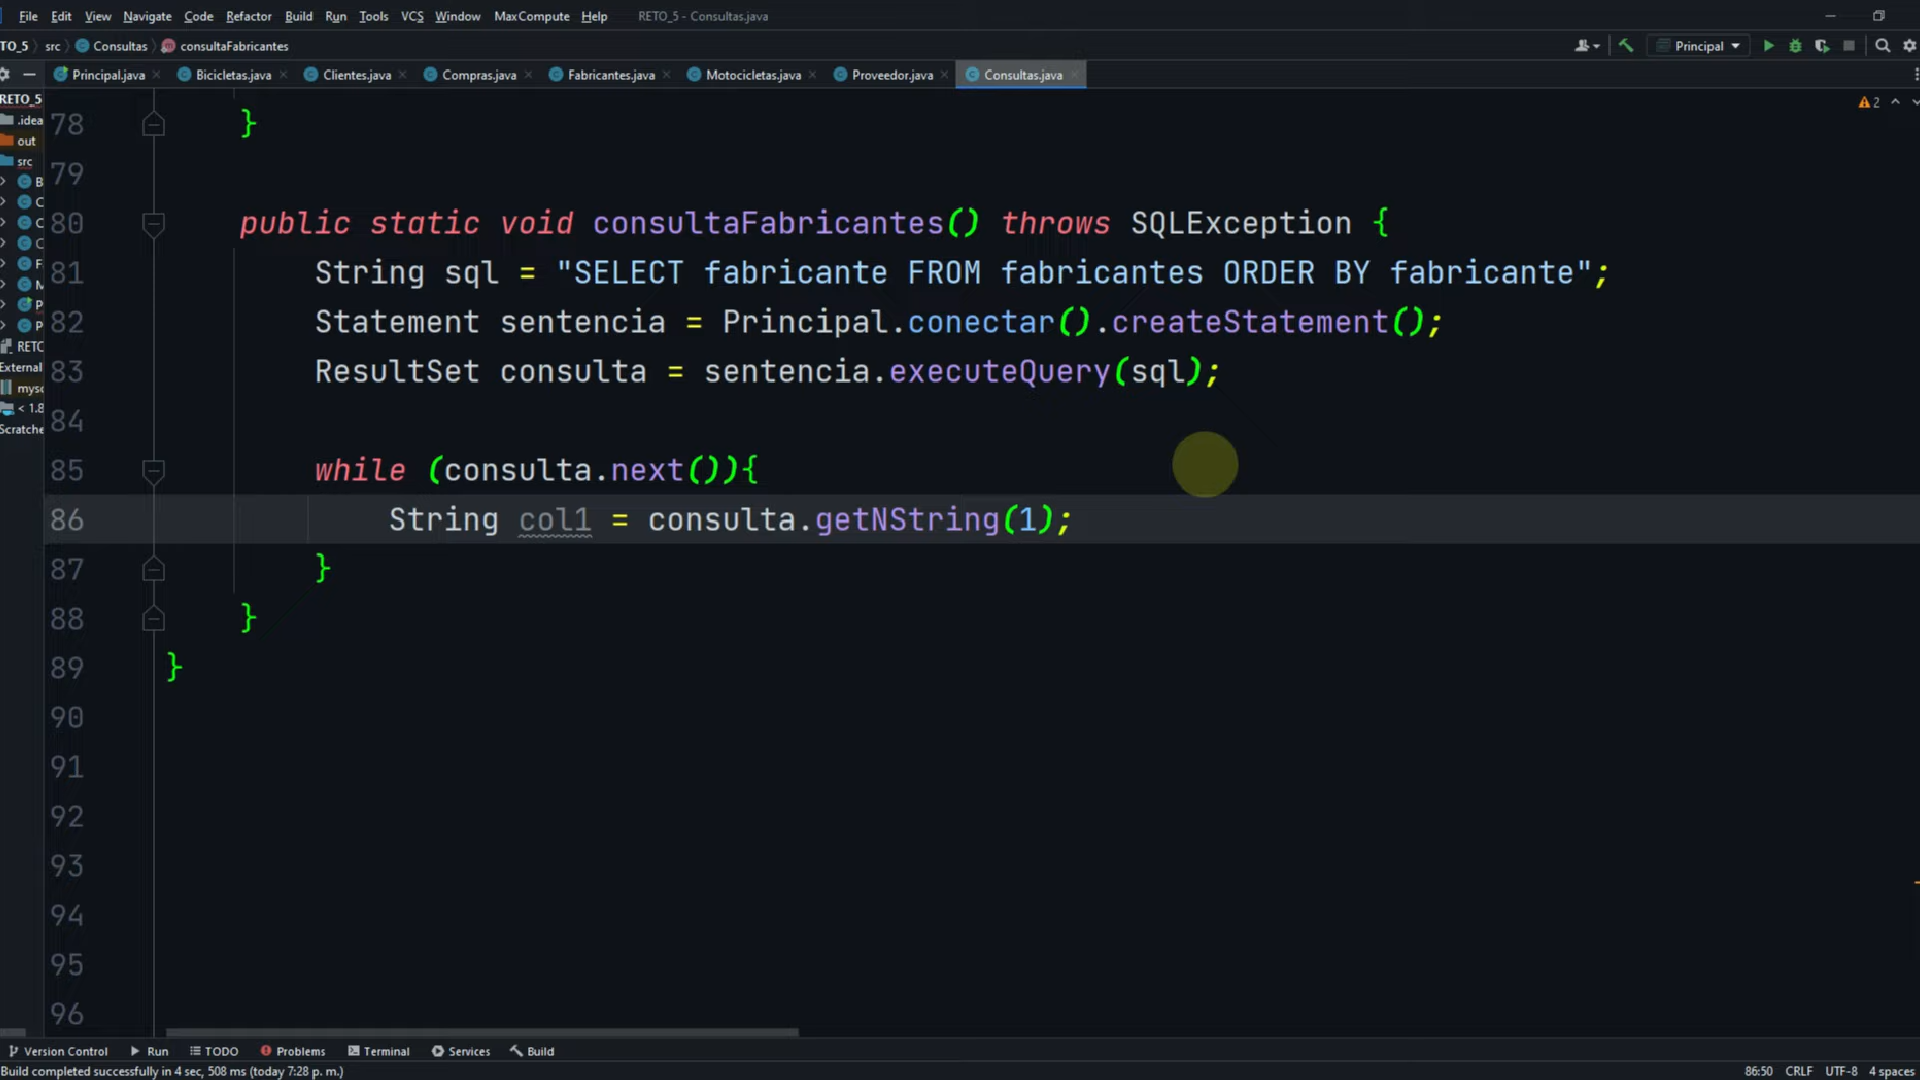 File Edit View Navigate Code Refactor Build Run Tools VCS Window MaxCompute Help RETO_5 - Consultas.java
TO_5 src Consultas consultaFabricantes Principal
Principal.java Bicicletas.java Clientes.java Compras.java Fabricantes.java Motocicletas.java Proveedor.java Consultas.java
RETO_5
.idea
out
src
B
C
C
C
F
M
P
P
RETO
External
mys
< 1.8
Scratche
2
78 }
79
80 public static void consultaFabricantes() throws SQLException {
81 String sql = "SELECT fabricante FROM fabricantes ORDER BY fabricante";
82 Statement sentencia = Principal.conectar().createStatement();
83 ResultSet consulta = sentencia.executeQuery(sql);
84
85 while (consulta.next()){
86 String col1 = consulta.getNString(1);
87 }
88 }
89 }
90
91
92
93
94
95
96
Version Control Run TODO Problems Terminal Services Build
Build completed successfully in 4 sec, 508 ms (today 7:28 p. m.) 86:50 CRLF UTF-8 4 spaces